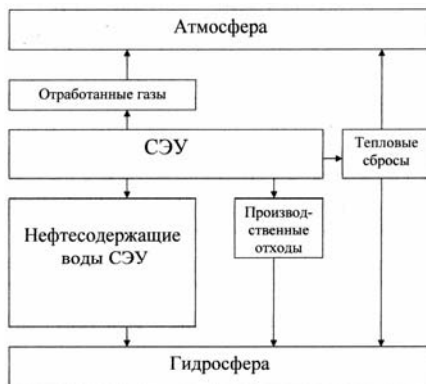 Атмосфера
Отработанные газы
СЭУ
Тепловые
сбросы
Нефтесодержащие
воды СЭУ
Производ-
ственные
отходы
Гидросфера